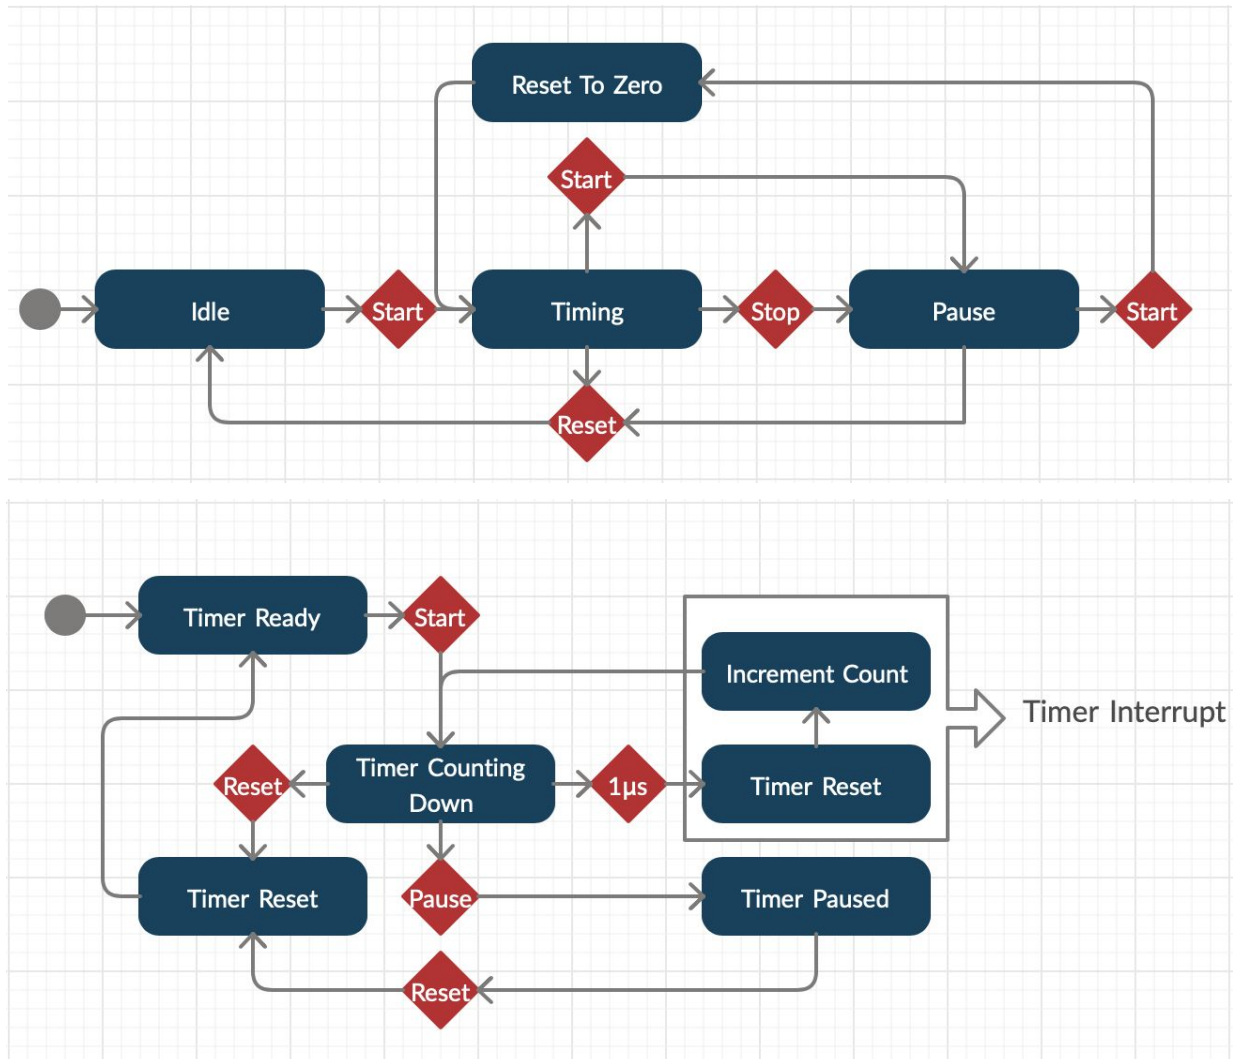 Reset To Zero
Start
Idle
Start
Timing
Stop
Pause
Start
Reset
Timer Ready
Start
Increment Count
Timer Interrupt
Reset
Timer Counting
Down
1µs
Timer Reset
Timer Reset
Pause
Timer Paused
Reset